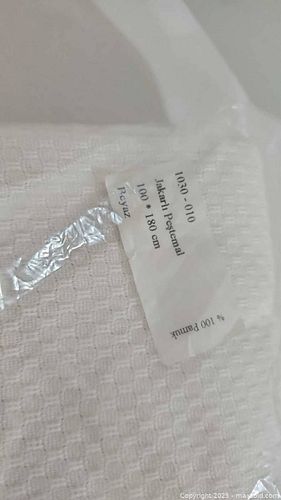 1030 - 010
Jakarlı Peştemal
100 * 180 cm
Beyaz
% 100 Pamuk
Copyright 2023 - maxsold.com